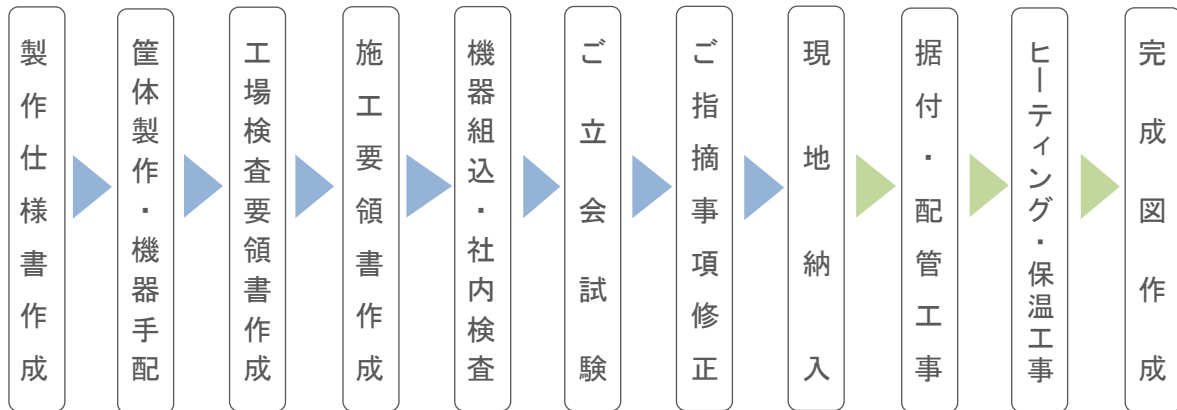 製作仕様書作成
筐体製作・機器手配
工場検査要領書作成
施工要領書作成
機器組込・社内検査
ご立会試験
ご指摘事項修正
現地納入
据付・配管工事
ヒーティング・保温工事
完成図作成